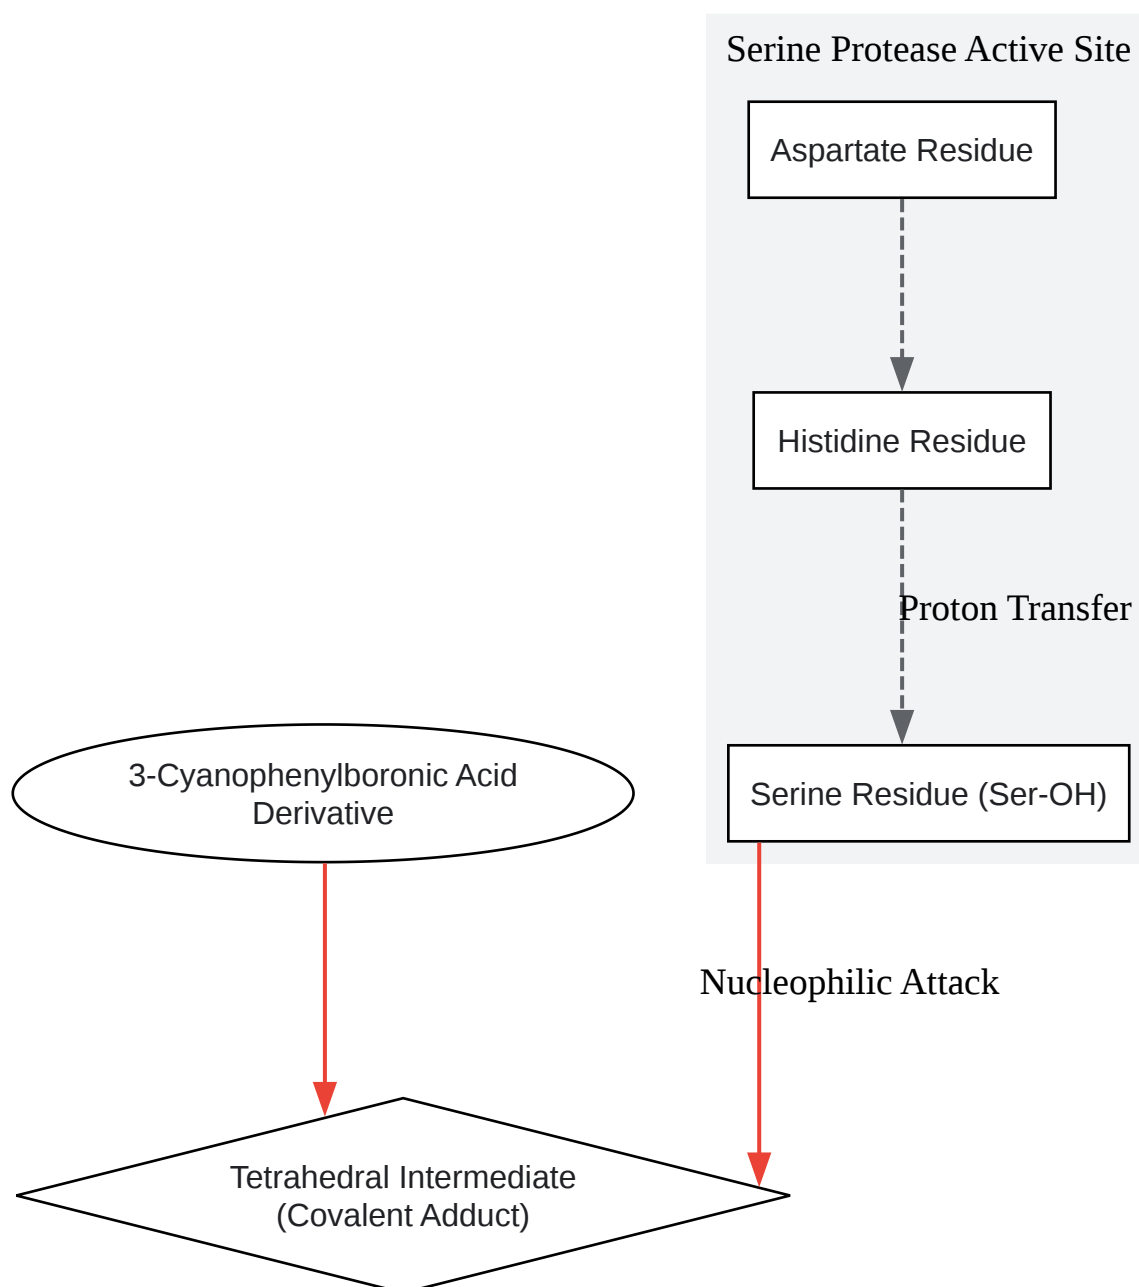 Serine Protease Active Site
Aspartate Residue
Histidine Residue
Proton Transfer
3-Cyanophenylboronic Acid
Derivative
Serine Residue (Ser-OH)
Nucleophilic Attack
Tetrahedral Intermediate
(Covalent Adduct)